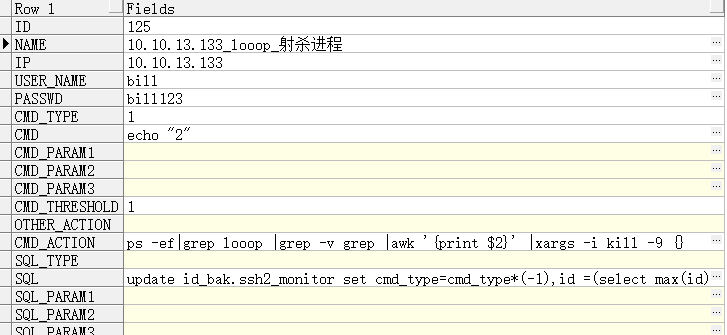 Row 1 Fields
ID 125
NAME 10.10.13.133_looop_射杀进程
IP 10.10.13.133
USER_NAME bill
PASSWD bill123
CMD_TYPE 1
CMD echo "2"
CMD_PARAM1
CMD_PARAM2
CMD_PARAM3
CMD_THRESHOLD 1
OTHER_ACTION
CMD_ACTION ps -ef|grep looop |grep -v grep |awk '{print $2}' |xargs -i kill -9 {}
SQL_TYPE
SQL update id_bak.ssh2_monitor set cmd_type=cmd_type*(-1),id =(select max(id)
SQL_PARAM1
SQL_PARAM2
SQL_PARAM3